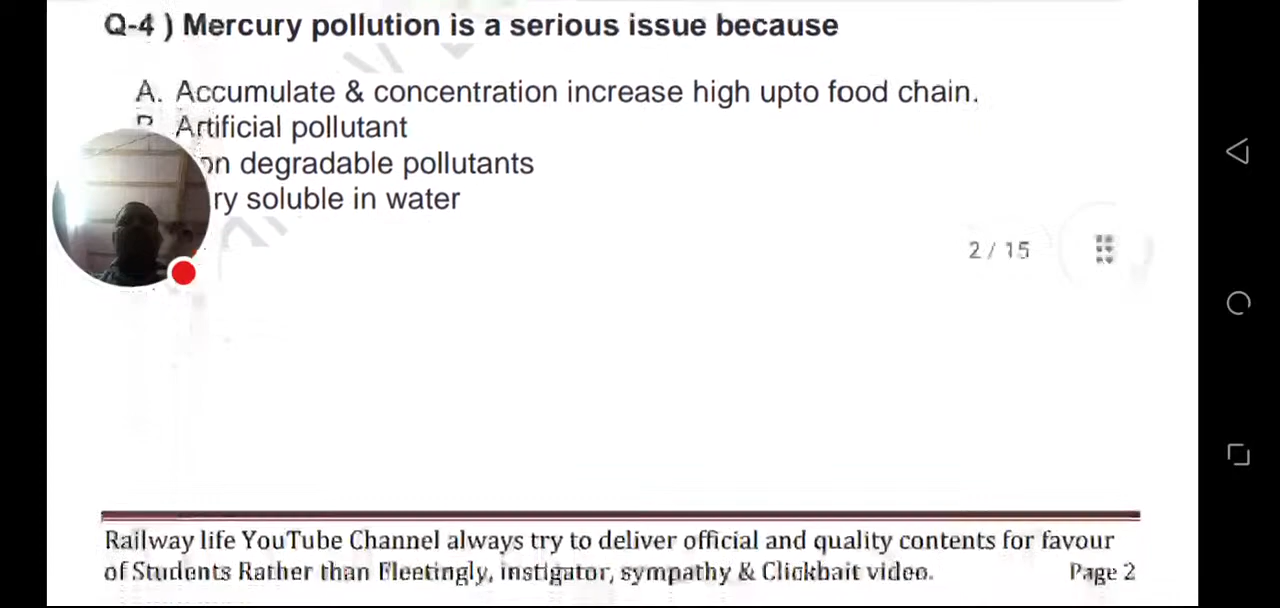 Q-4 ) Mercury pollution is a serious issue because
A. Accumulate & concentration increase high upto food chain.
Artificial pollutant
degradable pollutants
soluble in water
2 / 15
Railway life YouTube Channel always try to deliver official and quality contents for favour
of Students Rather than Fleetingly, instigator, sympathy & Clickbait video.
Page 2